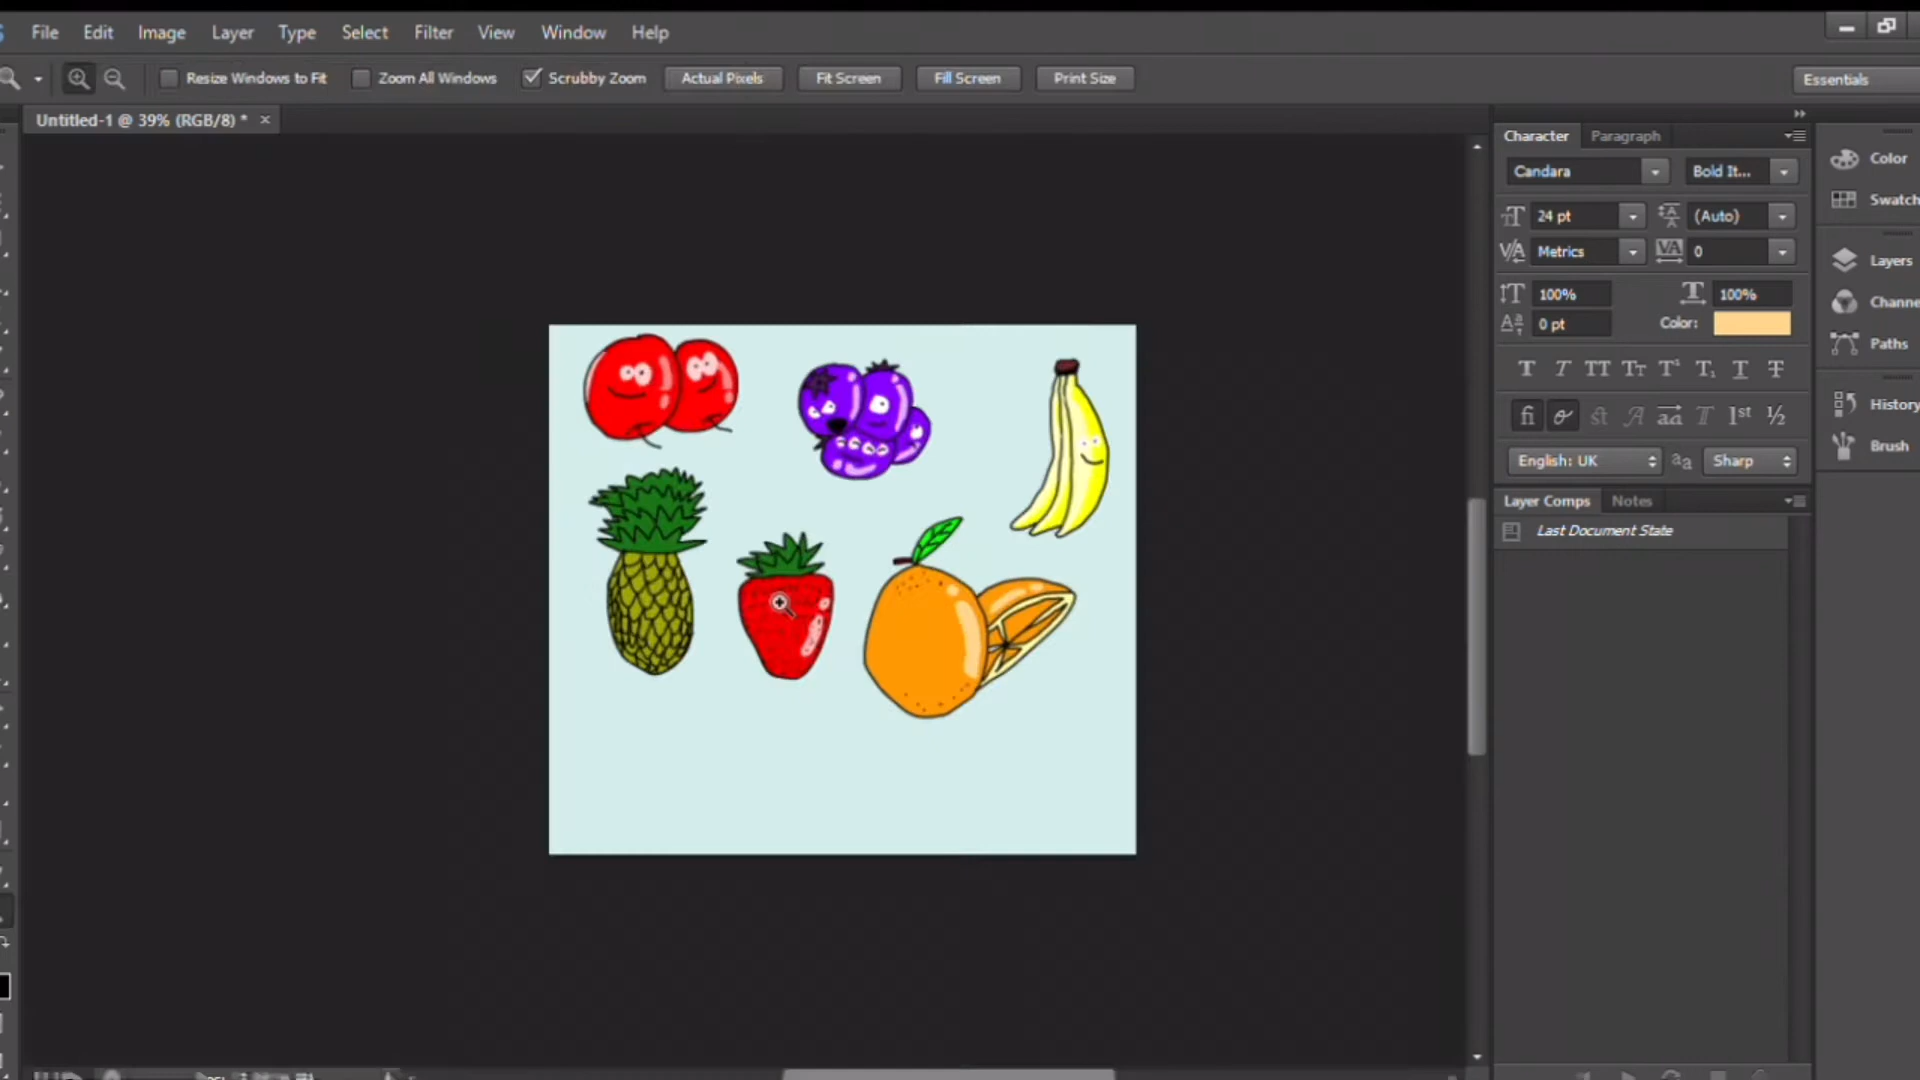 File Edit Image Layer Type Select Filter View Window Help
Resize Windows to Fit Zoom All Windows Scrubby Zoom Actual Pixels Fit Screen Fill Screen Print Size Essentials
Untitled-1 @ 39% (RGB/8) * ×
Character Paragraph
Candara Bold It...
24 pt (Auto)
Metrics 0
100% 100%
0 pt Color:
English: UK Sharp
Layer Comps Notes
Last Document State
Color
Swatch
Layers
Channe
Paths
History
Brush